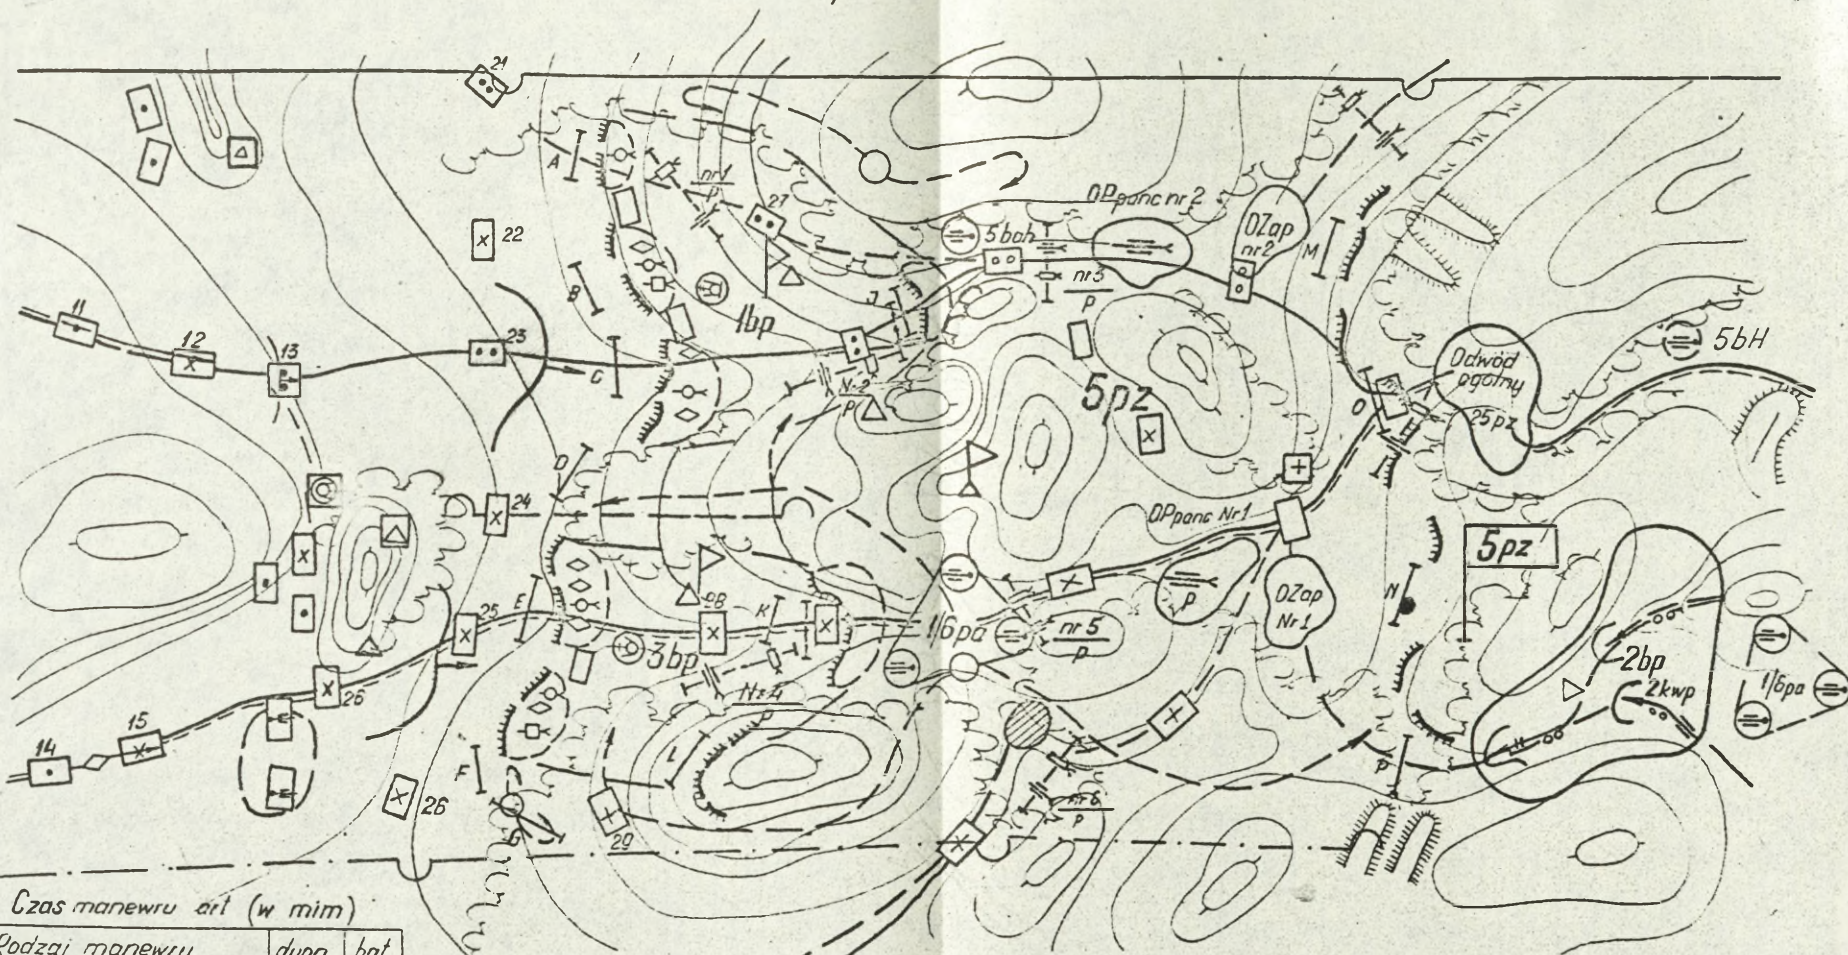 21
A
nr 1
P
27
OPpanc nr 2
5 bah
OZap
nr 2
M
22
B
nr 3
P
J
1bp
11
12
13
23
C
Nr 2
P
5pz
O
Odwód
ogólny
25pz
5bH
D
24
OPpanc Nr 1
5pz
P
OZap
Nr 1
N
E
25
K
1/6pa
nr 5
P
3bp
Nr 4
P
L
26
15
14
2bp
2kwp
1/6pa
F
26
G
29
nr 6
P
P
Czas manewru art (w mim)
Rodzaj manewru
dywn
bat